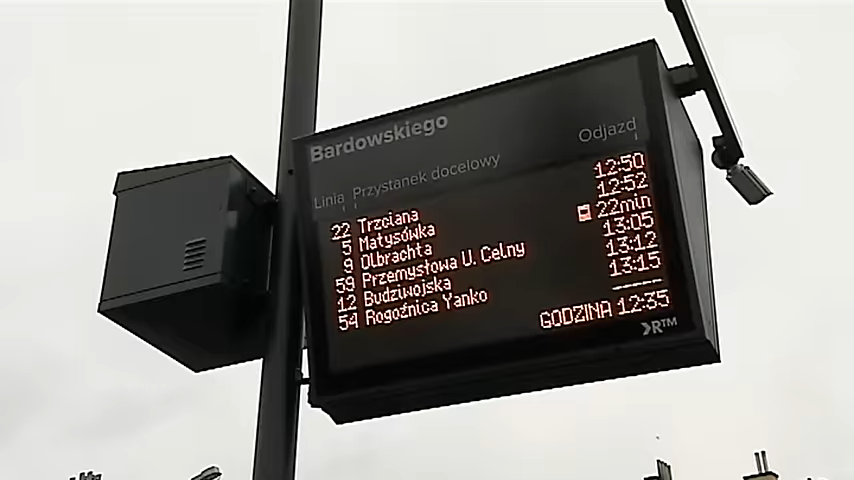 Bardowskiego
Linia Przystanek docelowy Odjazd
22 Trzciana 12:50
5 Matysówka 12:52
9 Olbrachta 22min
59 Przemysłowa U. Celny 13:05
12 Budziwojska 13:12
54 Rogoźnica Yanko 13:15
GODZINA 12:35
RTM